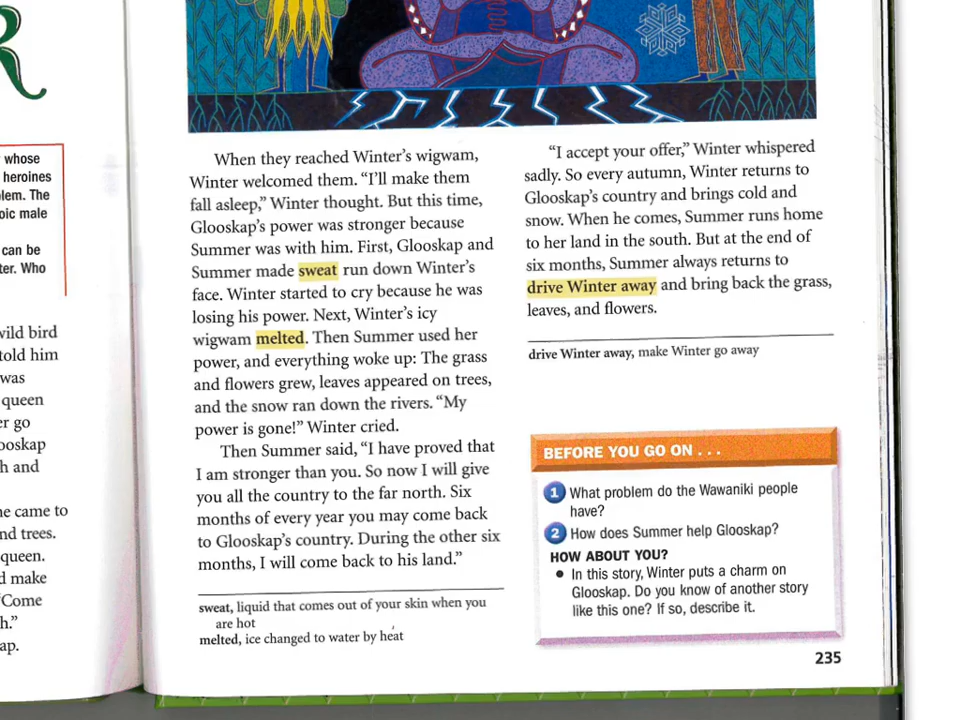 R
whose
heroines
oblem. The
oic male
can be
ter. Who
wild bird
told him
was
queen
er go
ooskap
h and
he came to
nd trees.
queen.
d make
"Come
h."
ap.
When they reached Winter's wigwam,
Winter welcomed them. "I'll make them
fall asleep," Winter thought. But this time,
Glooskap's power was stronger because
Summer was with him. First, Glooskap and
Summer made sweat run down Winter's
face. Winter started to cry because he was
losing his power. Next, Winter's icy
wigwam melted. Then Summer used her
power, and everything woke up: The grass
and flowers grew, leaves appeared on trees,
and the snow ran down the rivers. "My
power is gone!" Winter cried.
Then Summer said, "I have proved that
I am stronger than you. So now I will give
you all the country to the far north. Six
months of every year you may come back
to Glooskap's country. During the other six
months, I will come back to his land."
sweat, liquid that comes out of your skin when you
are hot
melted, ice changed to water by heat
"I accept your offer," Winter whispered
sadly. So every autumn, Winter returns to
Glooskap's country and brings cold and
snow. When he comes, Summer runs home
to her land in the south. But at the end of
six months, Summer always returns to
drive Winter away and bring back the grass,
leaves, and flowers.
drive Winter away, make Winter go away
BEFORE YOU GO ON . . .
1 What problem do the Wawaniki people
have?
2 How does Summer help Glooskap?
HOW ABOUT YOU?
• In this story, Winter puts a charm on
Glooskap. Do you know of another story
like this one? If so, describe it.
235